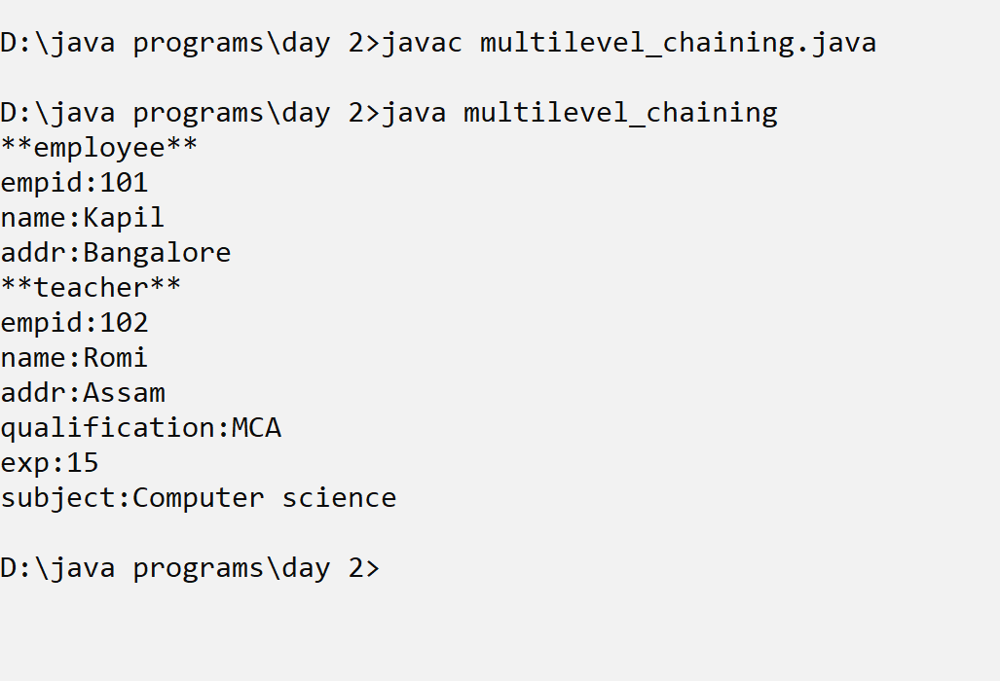 D:\java programs\day 2>javac multilevel_chaining.java
D:\java programs\day 2>java multilevel_chaining
**employee**
empid:101
name:Kapil
addr:Bangalore
**teacher**
empid:102
name:Romi
addr:Assam
qualification:MCA
exp:15
subject:Computer science
D:\java programs\day 2>